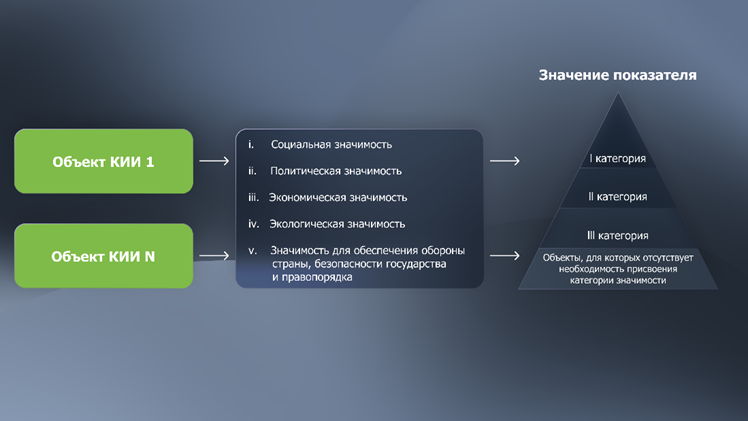 Значение показателя
Объект КИИ 1
Объект КИИ N
i. Социальная значимость
ii. Политическая значимость
iii. Экономическая значимость
iv. Экологическая значимость
v. Значимость для обеспечения обороны
страны, безопасности государства
и правопорядка
I категория
II категория
III категория
Объекты, для которых отсутствует
необходимость присвоения
категории значимости